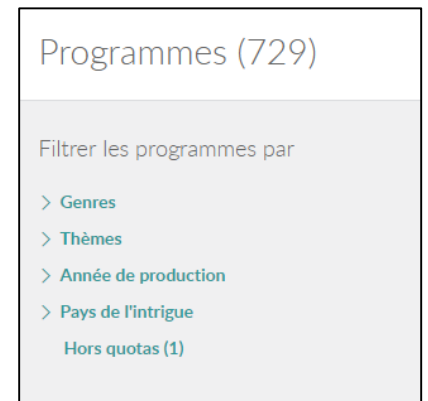 Programmes (729)
Filtrer les programmes par
Genres
Thèmes
Année de production
Pays de l'intrigue
Hors quotas (1)